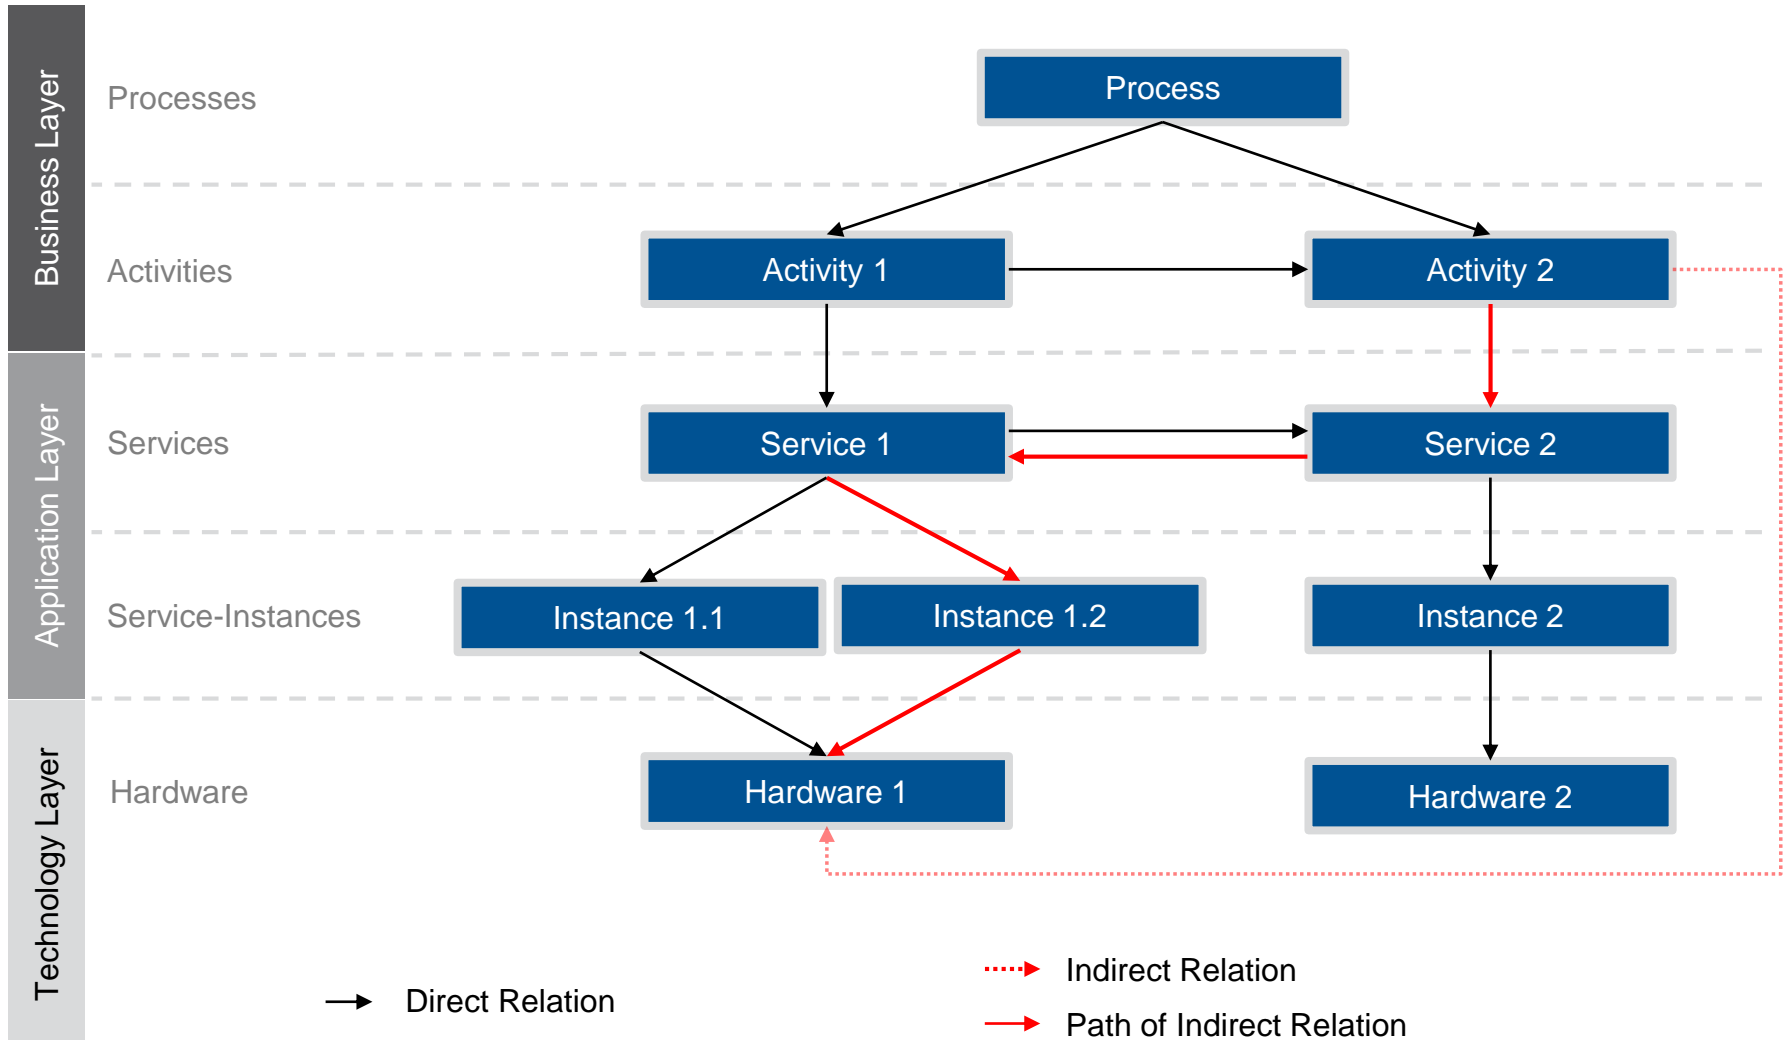 Business Layer
Processes
Process
Activities
Activity 1
Activity 2
Application Layer
Services
Service 1
Service 2
Service-Instances
Instance 1.1
Instance 1.2
Instance 2
Technology Layer
Hardware
Hardware 1
Hardware 2
Direct Relation
Indirect Relation
Path of Indirect Relation